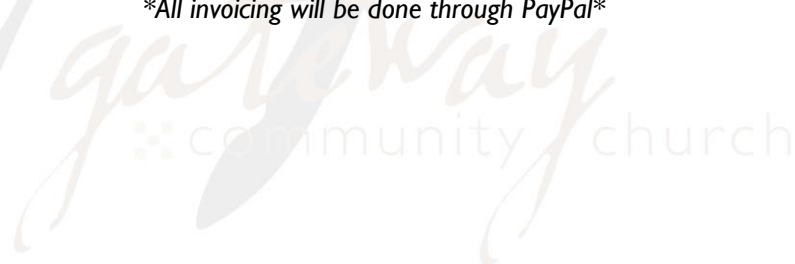 *All invoicing will be done through PayPal*
gateway
community church